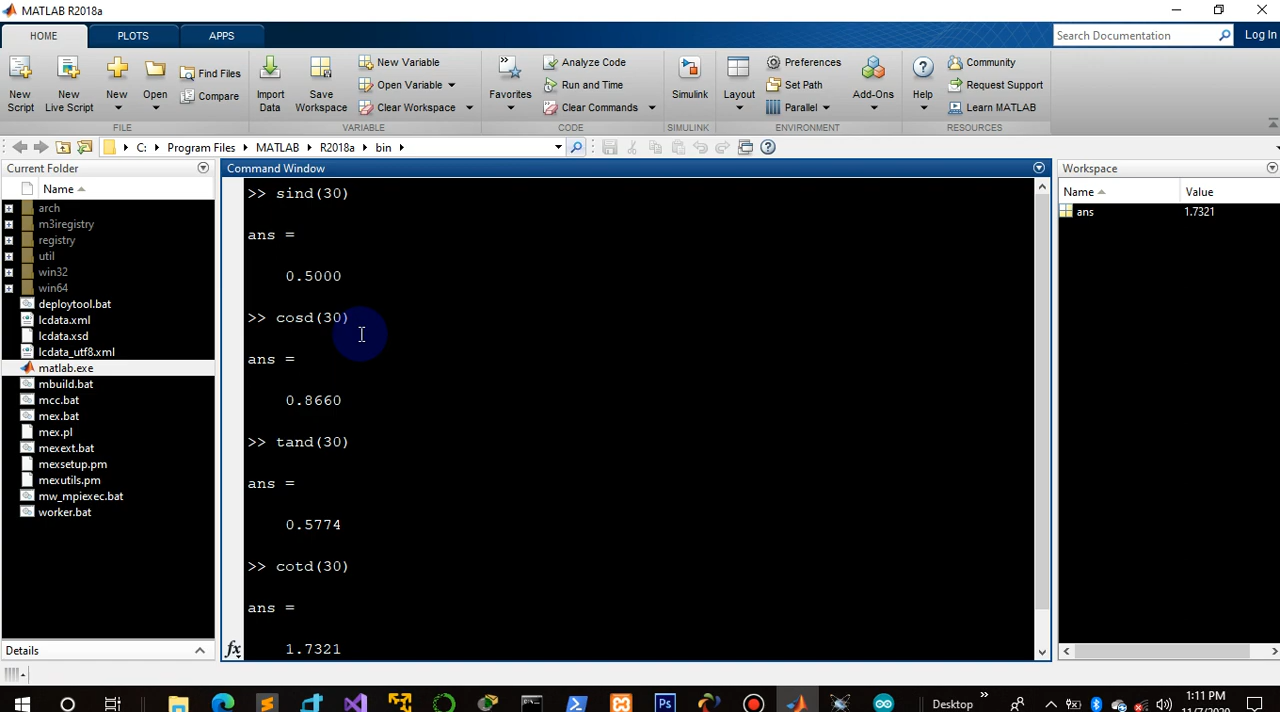 MATLAB R2018a
HOME PLOTS APPS
Search Documentation
Log In
New Script
New Live Script
New
Open
Find Files
Compare
Import Data
Save Workspace
New Variable
Open Variable
Clear Workspace
Favorites
Analyze Code
Run and Time
Clear Commands
Simulink
Layout
Preferences
Set Path
Parallel
Add-Ons
Help
Community
Request Support
Learn MATLAB
FILE VARIABLE CODE SIMULINK ENVIRONMENT RESOURCES
C: Program Files MATLAB R2018a bin
Current Folder
Name
arch
m3iregistry
registry
util
win32
win64
deploytool.bat
lcdata.xml
lcdata.xsd
lcdata_utf8.xml
matlab.exe
mbuild.bat
mcc.bat
mex.bat
mex.pl
mexext.bat
mexsetup.pm
mexutils.pm
mw_mpiexec.bat
worker.bat
Details
Command Window
>> sind(30)
ans =
0.5000
>> cosd(30)
ans =
0.8660
>> tand(30)
ans =
0.5774
>> cotd(30)
ans =
1.7321
fx
Workspace
Name Value
ans 1.7321
Ps
Desktop
1:11 PM
11/7/2020